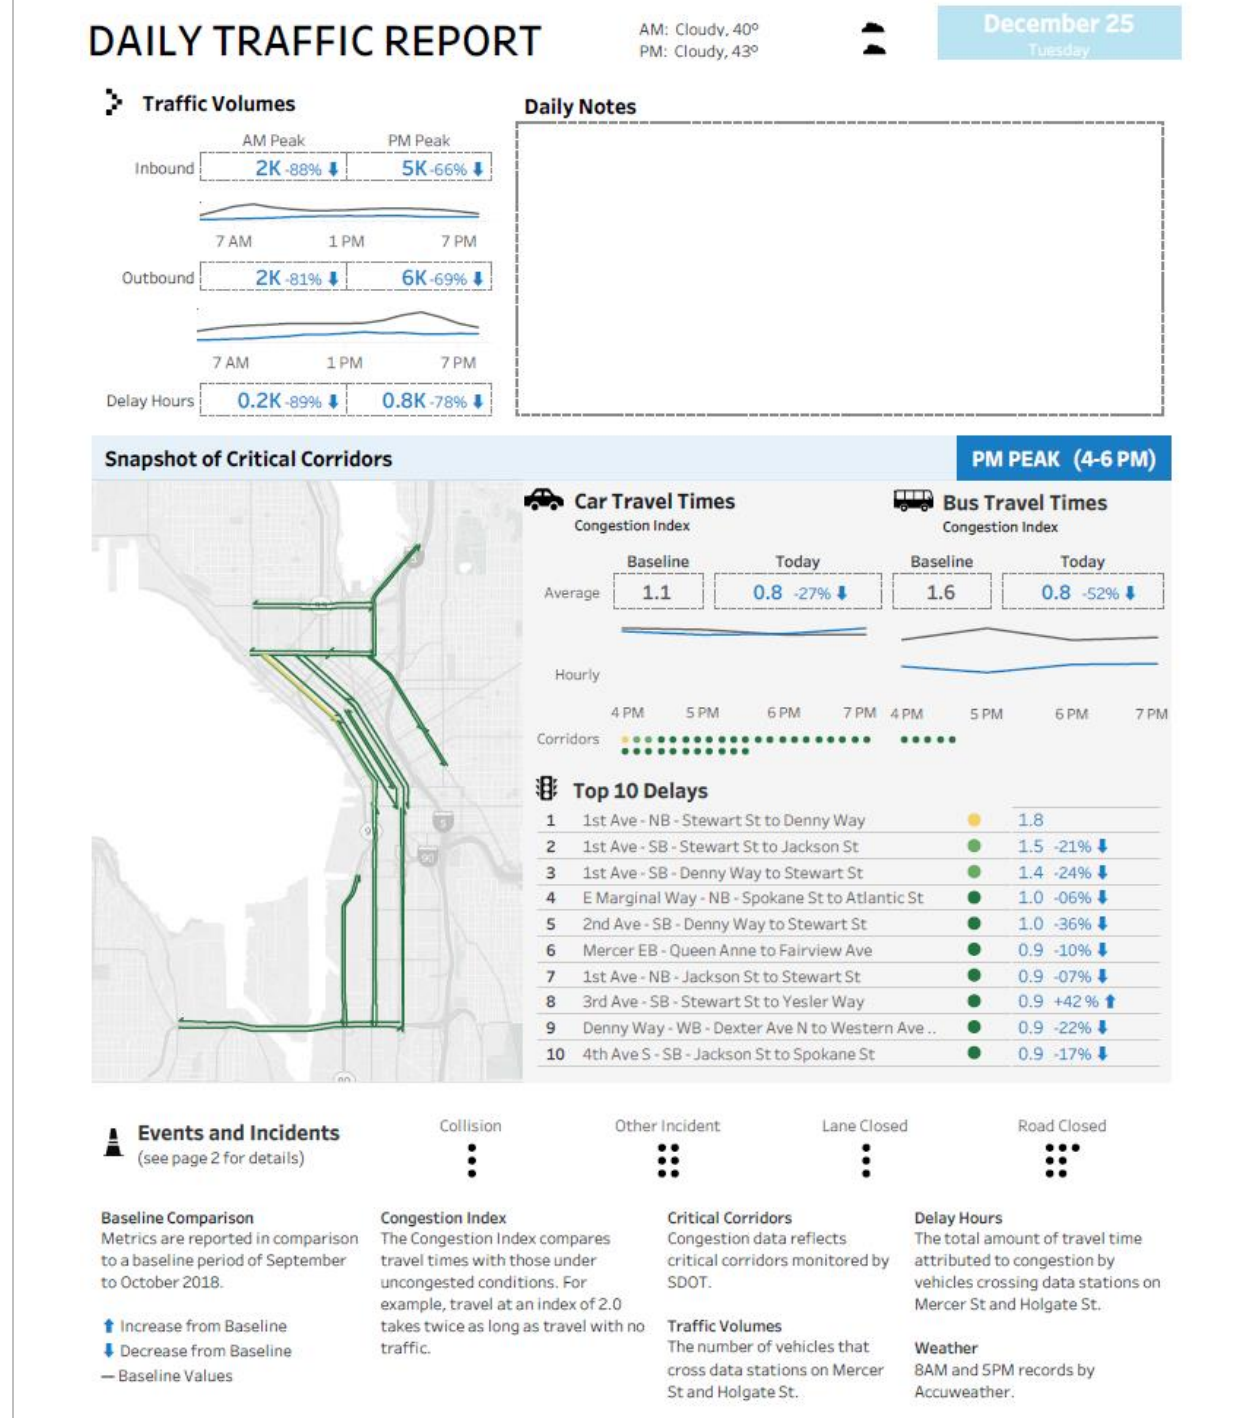 DAILY TRAFFIC REPORT
AM: Cloudy, 40º
PM: Cloudy, 43º
December 25
Tuesday
Traffic Volumes
AM Peak PM Peak
Inbound 2K -88% 5K -66%
7 AM 1 PM 7 PM
Outbound 2K -81% 6K -69%
7 AM 1 PM 7 PM
Delay Hours 0.2K -89% 0.8K -78%
Daily Notes
Snapshot of Critical Corridors
PM PEAK (4-6 PM)
99
5
90
Car Travel Times
Congestion Index
Baseline Today
Average 1.1 0.8 -27%
Bus Travel Times
Congestion Index
Baseline Today
1.6 0.8 -52%
Hourly
4 PM 5 PM 6 PM 7 PM
4 PM 5 PM 6 PM 7 PM
Corridors
Top 10 Delays
1 1st Ave - NB - Stewart St to Denny Way 1.8
2 1st Ave - SB - Stewart St to Jackson St 1.5 -21%
3 1st Ave - SB - Denny Way to Stewart St 1.4 -24%
4 E Marginal Way - NB - Spokane St to Atlantic St 1.0 -06%
5 2nd Ave - SB - Denny Way to Stewart St 1.0 -36%
6 Mercer EB - Queen Anne to Fairview Ave 0.9 -10%
7 1st Ave - NB - Jackson St to Stewart St 0.9 -07%
8 3rd Ave - SB - Stewart St to Yesler Way 0.9 +42%
9 Denny Way - WB - Dexter Ave N to Western Ave .. 0.9 -22%
10 4th Ave S - SB - Jackson St to Spokane St 0.9 -17%
Events and Incidents
(see page 2 for details)
Collision
Other Incident
Lane Closed
Road Closed
Baseline Comparison
Metrics are reported in comparison
to a baseline period of September
to October 2018.
Increase from Baseline
Decrease from Baseline
— Baseline Values
Congestion Index
The Congestion Index compares
travel times with those under
uncongested conditions. For
example, travel at an index of 2.0
takes twice as long as travel with no
traffic.
Critical Corridors
Congestion data reflects
critical corridors monitored by
SDOT.
Traffic Volumes
The number of vehicles that
cross data stations on Mercer
St and Holgate St.
Delay Hours
The total amount of travel time
attributed to congestion by
vehicles crossing data stations on
Mercer St and Holgate St.
Weather
8AM and 5PM records by
Accuweather.